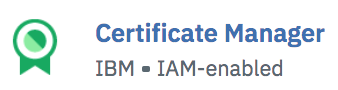 Certificate Manager
IBM • IAM-enabled